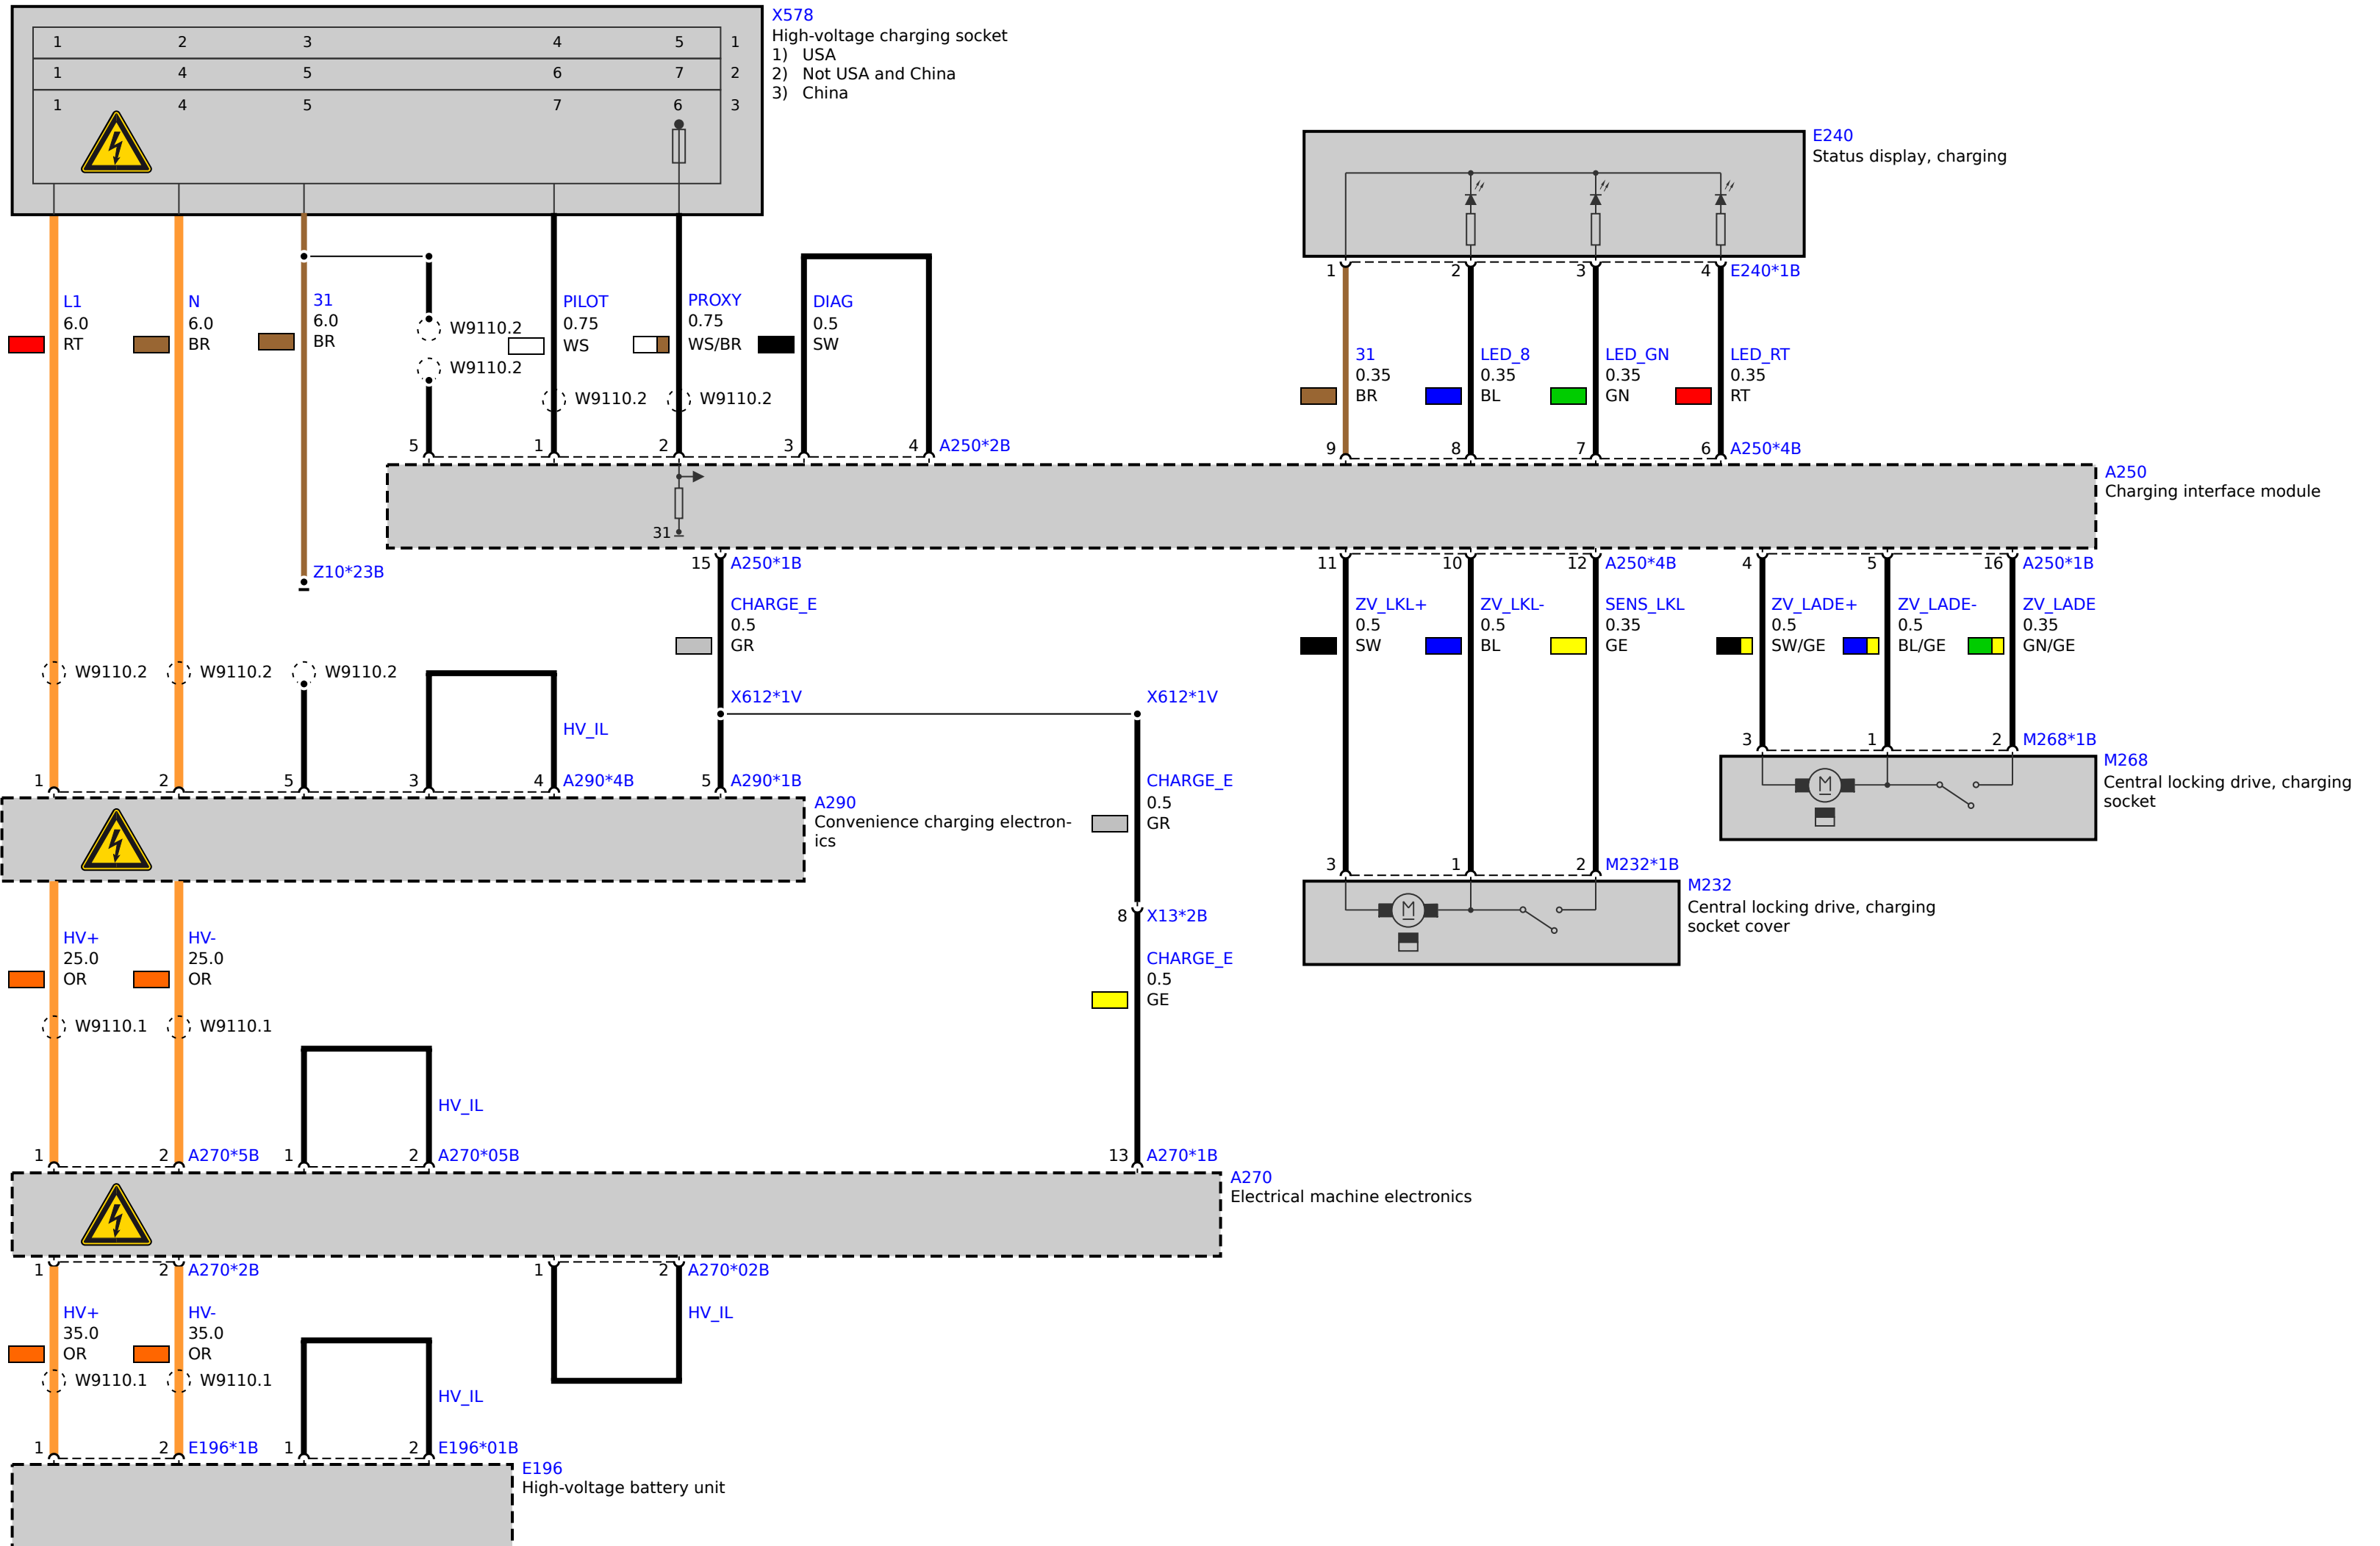 X578
High-voltage charging socket
1) USA
2) Not USA and China
3) China
1 2 3 4 5 1
1 4 5 6 7 2
1 4 5 7 6 3
E240
Status display, charging
1 2 3 4 E240*1B
L1
6.0
RT
N
6.0
BR
31
6.0
BR
W9110.2
W9110.2
PILOT
0.75
WS
W9110.2
PROXY
0.75
WS/BR
W9110.2
DIAG
0.5
SW
31
0.35
BR
LED_8
0.35
BL
LED_GN
0.35
GN
LED_RT
0.35
RT
5 1 2 3 4 A250*2B
9 8 7 6 A250*4B
A250
Charging interface module
31
Z10*23B
15 A250*1B
11 10 12 A250*4B
4 5 16 A250*1B
CHARGE_E
0.5
GR
ZV_LKL+
0.5
SW
ZV_LKL-
0.5
BL
SENS_LKL
0.35
GE
ZV_LADE+
0.5
SW/GE
ZV_LADE-
0.5
BL/GE
ZV_LADE
0.35
GN/GE
W9110.2 W9110.2 W9110.2
X612*1V X612*1V
HV_IL
3 1 2 M268*1B
M268
Central locking drive, charging
socket
M
1 2 5 3 4 A290*4B
5 A290*1B
A290
Convenience charging electron-
ics
CHARGE_E
0.5
GR
3 1 2 M232*1B
M232
Central locking drive, charging
socket cover
M
8 X13*2B
HV+
25.0
OR
HV-
25.0
OR
CHARGE_E
0.5
GE
W9110.1 W9110.1
HV_IL
1 2 A270*5B 1 2 A270*05B
13 A270*1B
A270
Electrical machine electronics
1 2 A270*2B
1 2 A270*02B
HV+
35.0
OR
HV-
35.0
OR
HV_IL
W9110.1 W9110.1
HV_IL
1 2 E196*1B 1 2 E196*01B
E196
High-voltage battery unit